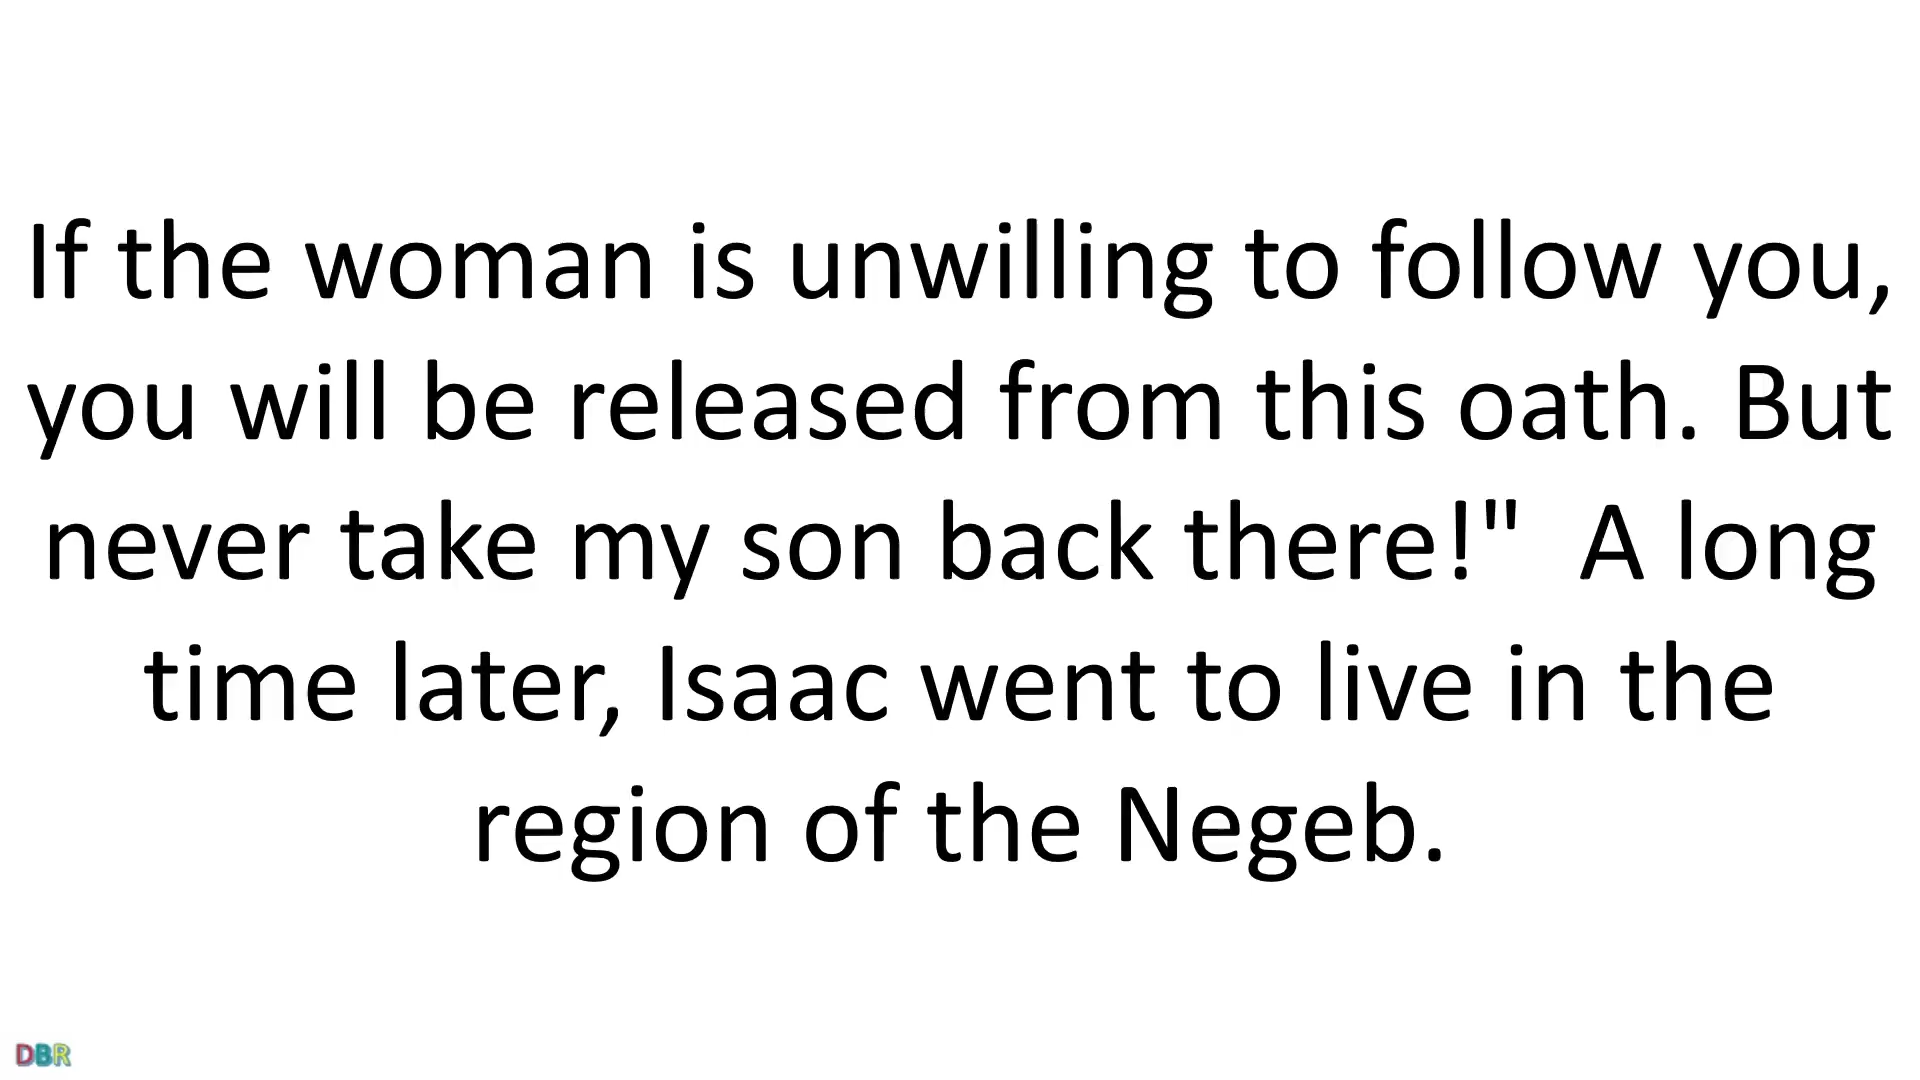 If the woman is unwilling to follow you,
you will be released from this oath. But
never take my son back there!"  A long
time later, Isaac went to live in the
region of the Negeb.
DBR